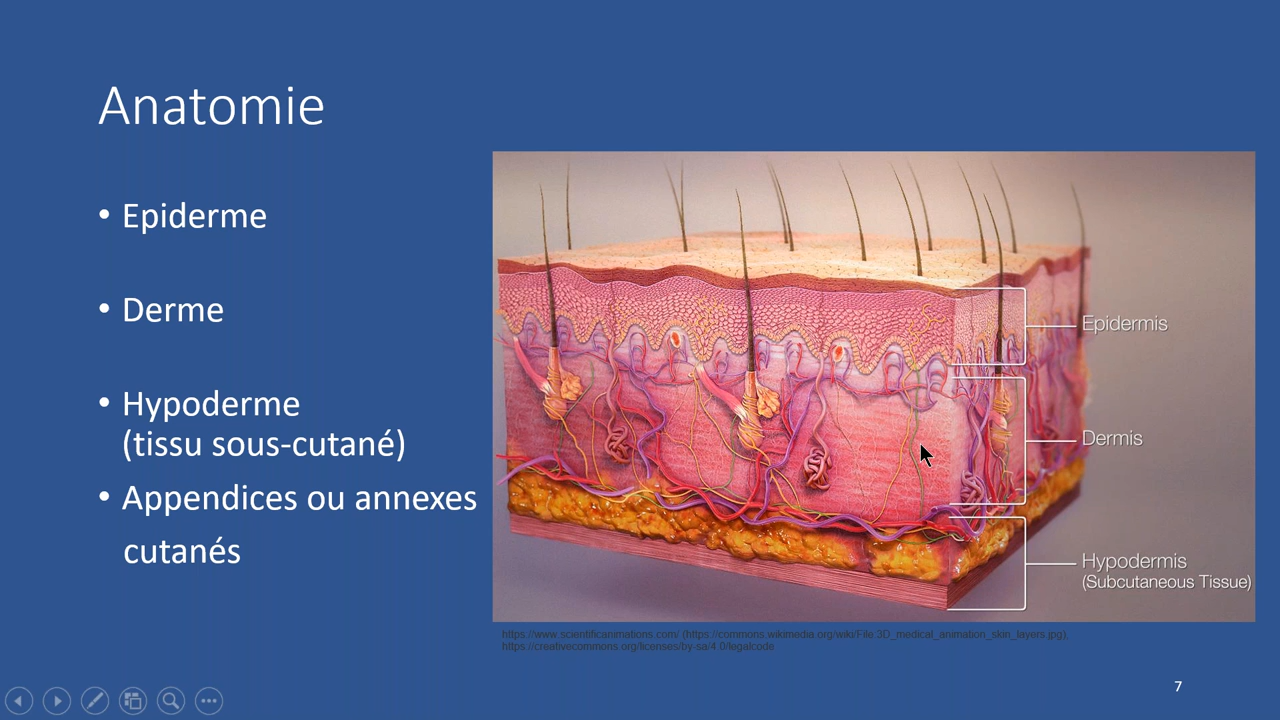 Anatomie
• Epiderme
• Derme
• Hypoderme
(tissu sous-cutané)
• Appendices ou annexes
cutanés
Epidermis
Dermis
Hypodermis
(Subcutaneous Tissue)
https://www.scientificanimations.com/ (https://commons.wikimedia.org/wiki/File:3D_medical_animation_skin_layers.jpg),
https://creativecommons.org/licenses/by-sa/4.0/legalcode
7